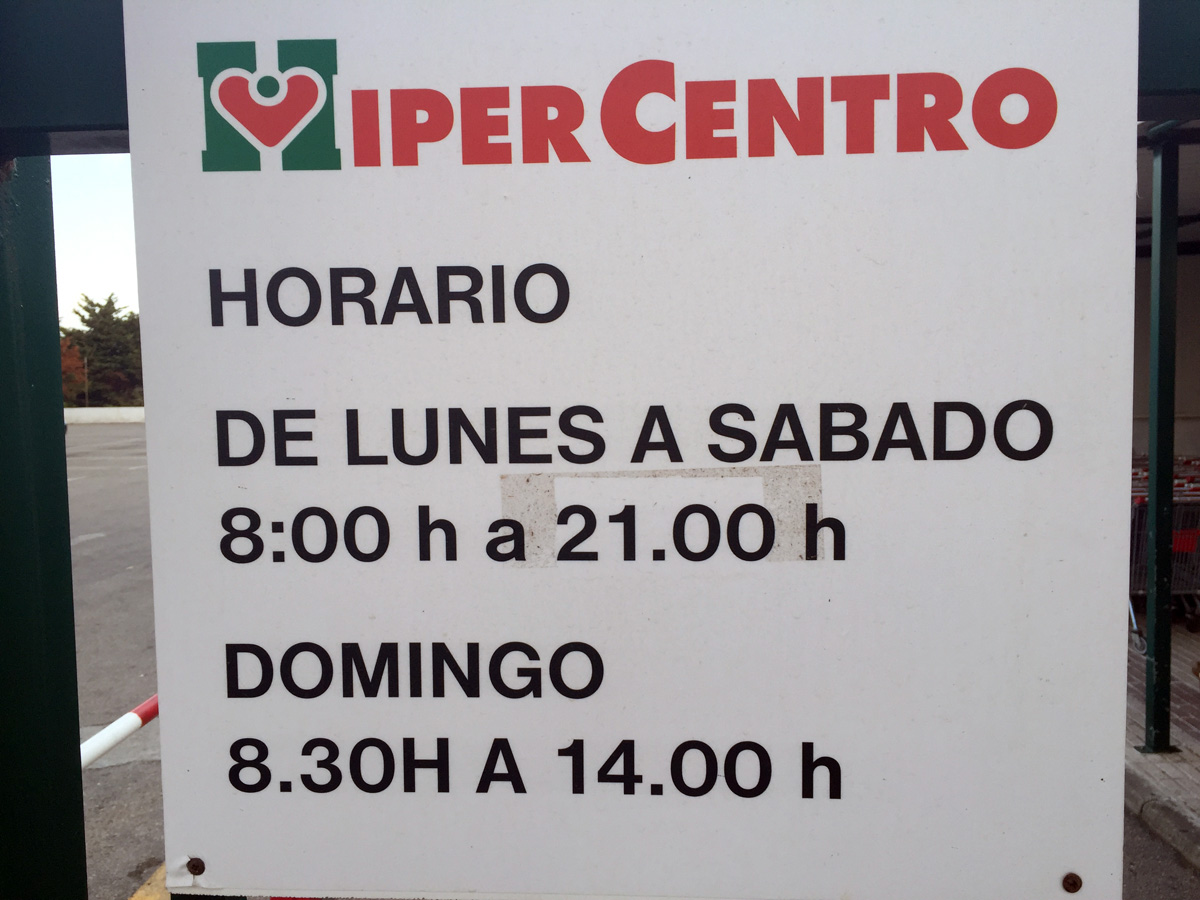 HIPERCENTRO
HORARIO
DE LUNES A SABADO
8:00 h a 21.00 h
DOMINGO
8.30H A 14.00 h